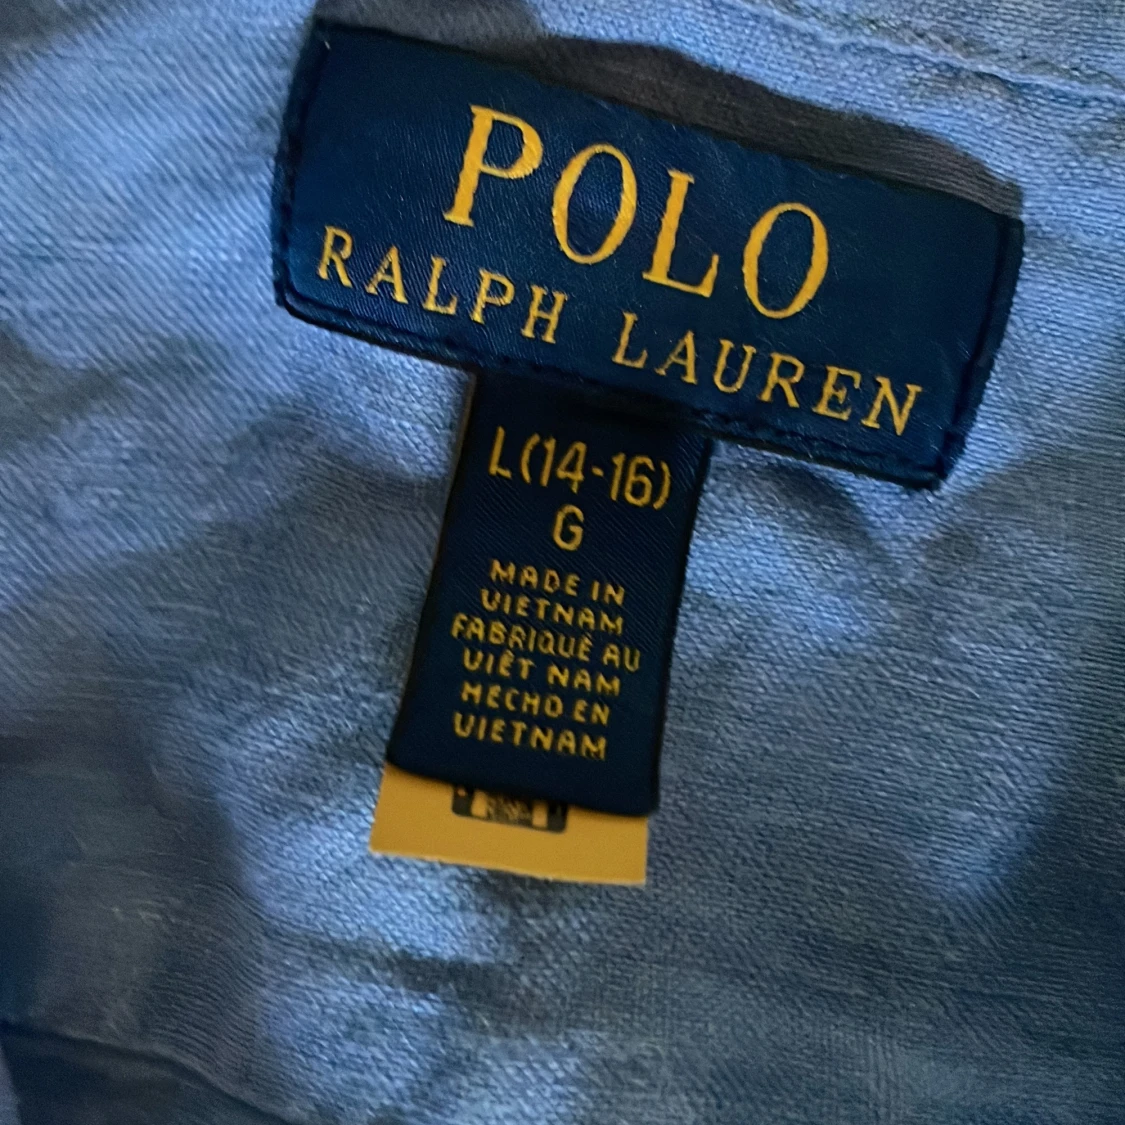 POLO
RALPH LAUREN
L(14-16)
G
MADE IN
VIETNAM
FABRIQUÉ AU
VIÊT NAM
HECHO EN
VIETNAM